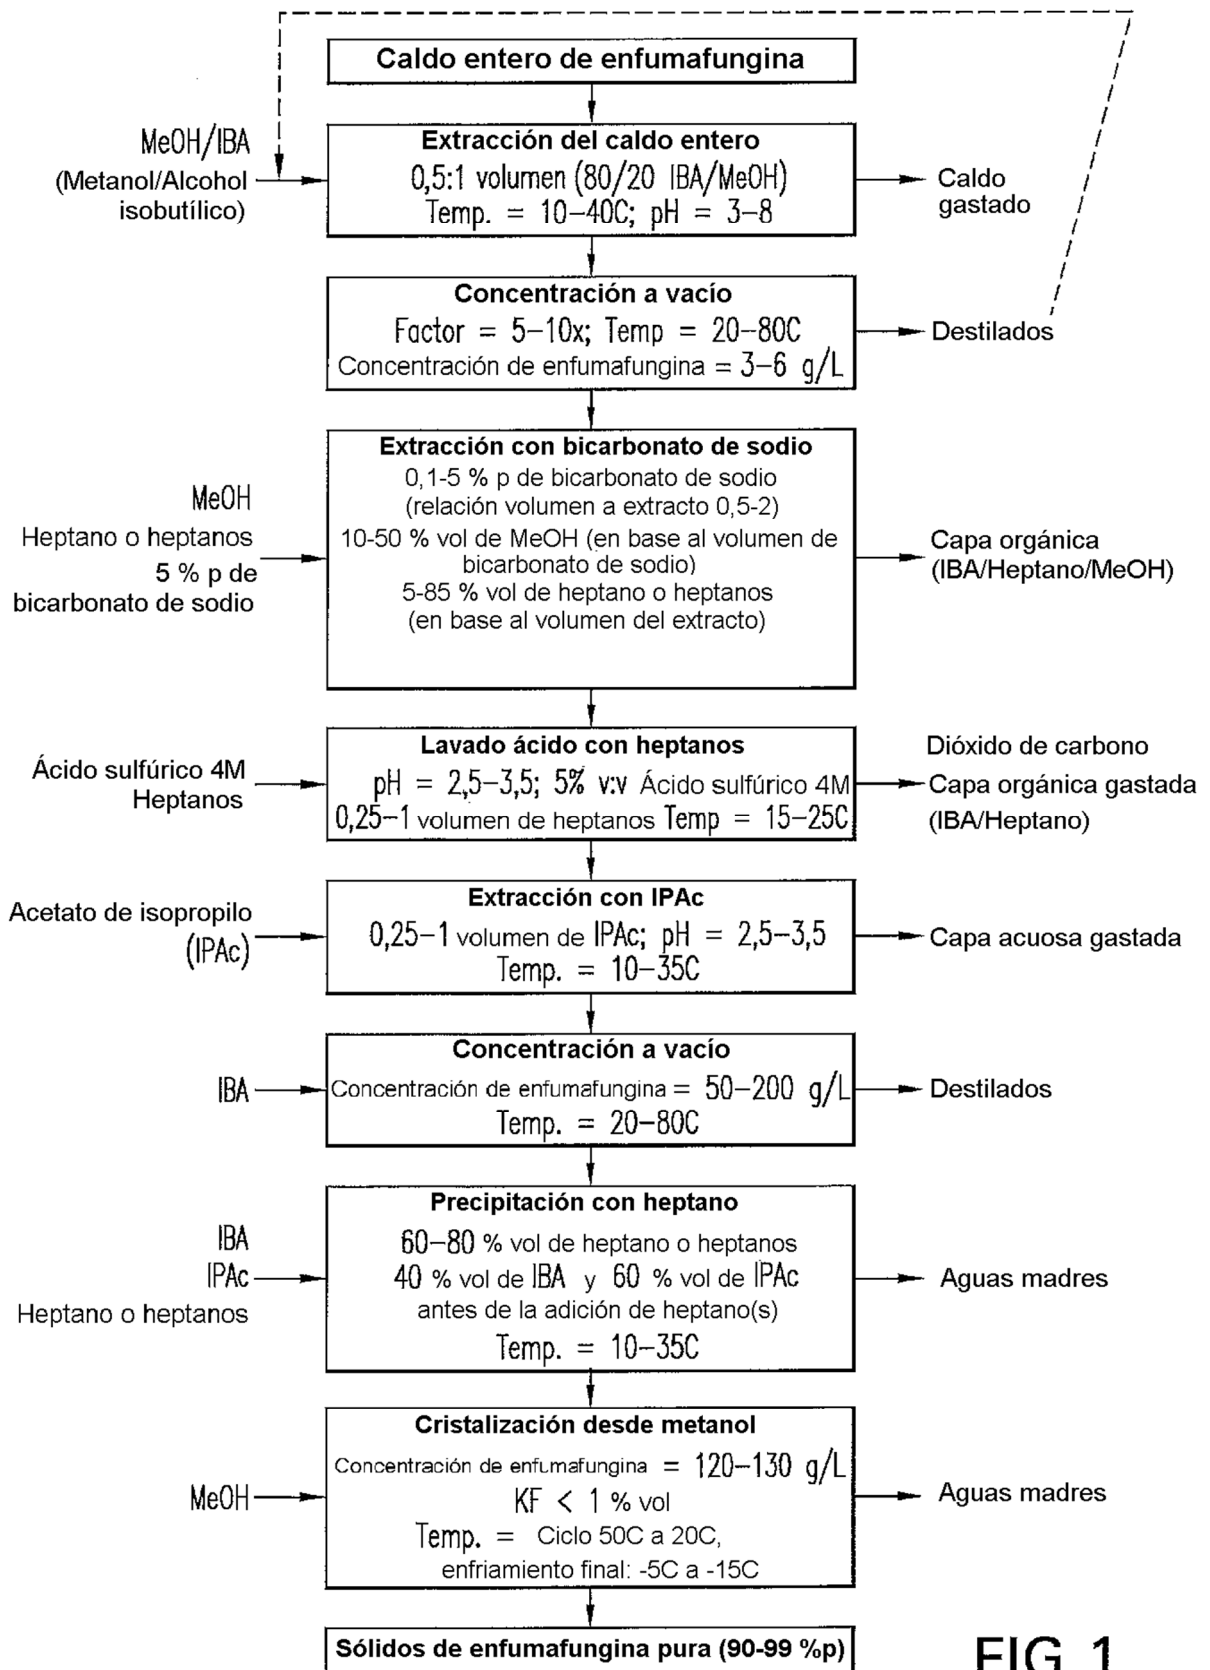 Caldo entero de enfumafungina
MeOH/IBA
(Metanol/Alcohol
isobutílico)
Extracción del caldo entero
0,5:1 volumen (80/20 IBA/MeOH)
Temp. = 10-40C; pH = 3-8
Caldo
gastado
Concentración a vacío
Factor = 5-10x; Temp = 20-80C
Concentración de enfumafungina = 3-6 g/L
Destilados
MeOH
Heptano o heptanos
5 % p de
bicarbonato de sodio
Extracción con bicarbonato de sodio
0,1-5 % p de bicarbonato de sodio
(relación volumen a extracto 0,5-2)
10-50 % vol de MeOH (en base al volumen de
bicarbonato de sodio)
5-85 % vol de heptano o heptanos
(en base al volumen del extracto)
Capa orgánica
(IBA/Heptano/MeOH)
Ácido sulfúrico 4M
Heptanos
Lavado ácido con heptanos
pH = 2,5-3,5; 5% v:v Ácido sulfúrico 4M
0,25-1 volumen de heptanos Temp = 15-25C
Dióxido de carbono
Capa orgánica gastada
(IBA/Heptano)
Acetato de isopropilo
(IPAc)
Extracción con IPAc
0,25-1 volumen de IPAc; pH = 2,5-3,5
Temp. = 10-35C
Capa acuosa gastada
IBA
Concentración a vacío
Concentración de enfumafungina = 50-200 g/L
Temp. = 20-80C
Destilados
IBA
IPAc
Heptano o heptanos
Precipitación con heptano
60-80 % vol de heptano o heptanos
40 % vol de IBA y 60 % vol de IPAc
antes de la adición de heptano(s)
Temp. = 10-35C
Aguas madres
MeOH
Cristalización desde metanol
Concentración de enfumafungina = 120-130 g/L
KF < 1 % vol
Temp. = Ciclo 50C a 20C,
enfriamiento final: -5C a -15C
Aguas madres
Sólidos de enfumafungina pura (90-99 %p)
FIG. 1